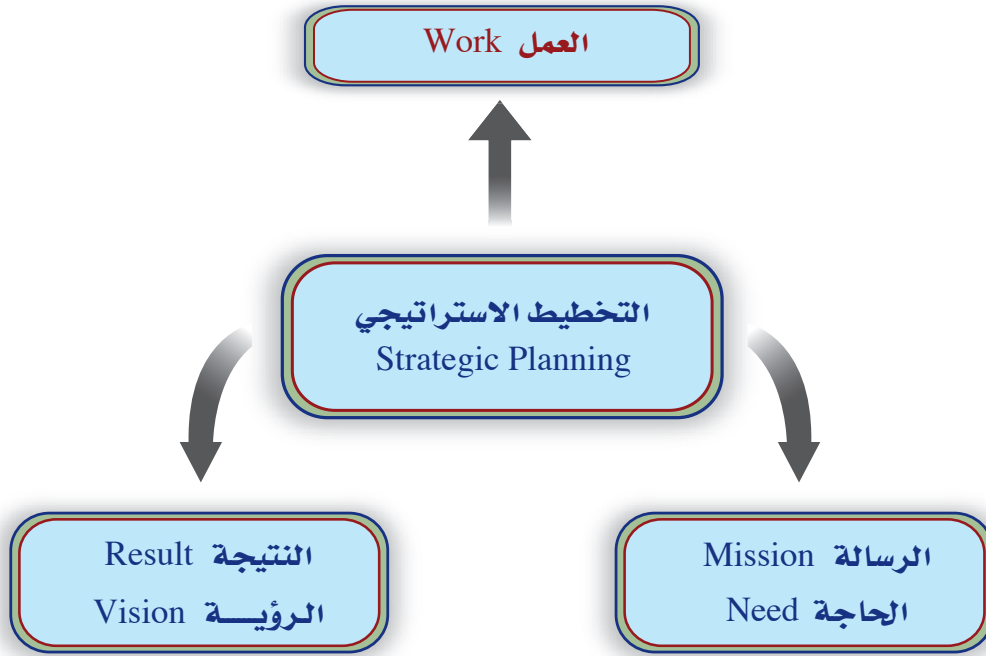 العمل Work
التخطيط الاستراتيجي
Strategic Planning
الرسالة Mission
الحاجة Need
النتيجة Result
الرؤيـــة Vision